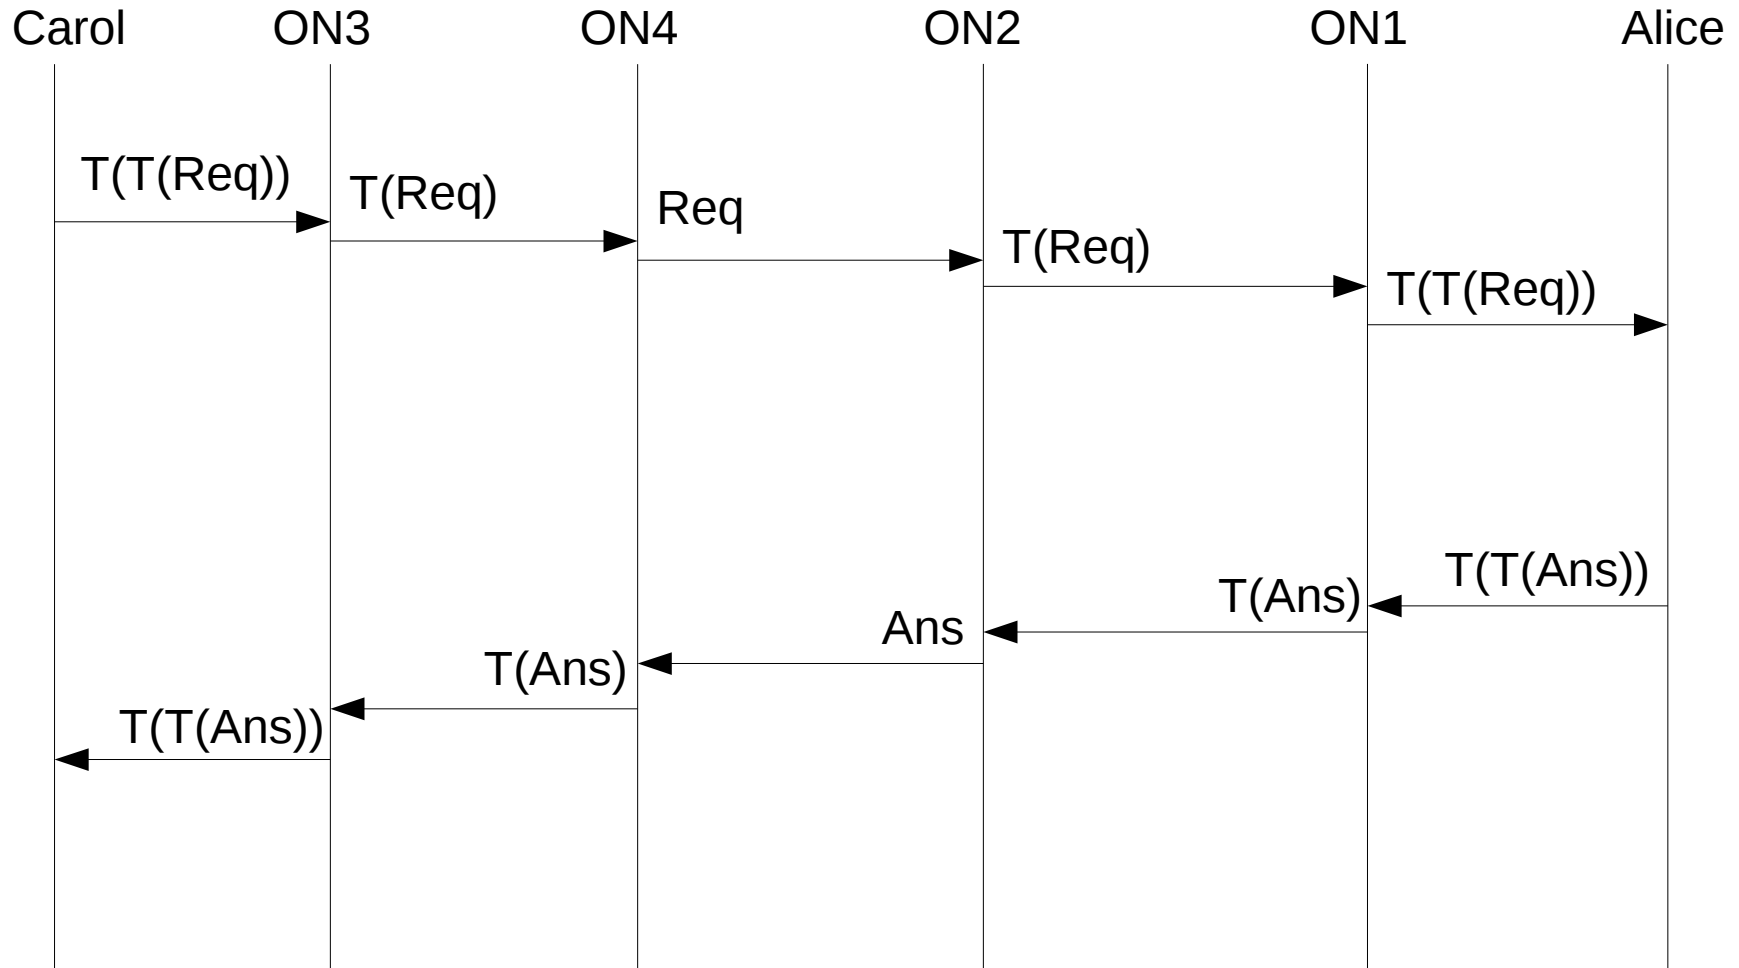 Carol ON3 ON4 ON2 ON1 Alice
T(T(Req))
T(Req)
Req
T(Req)
T(T(Req))
T(T(Ans))
T(Ans)
Ans
T(Ans)
T(T(Ans))